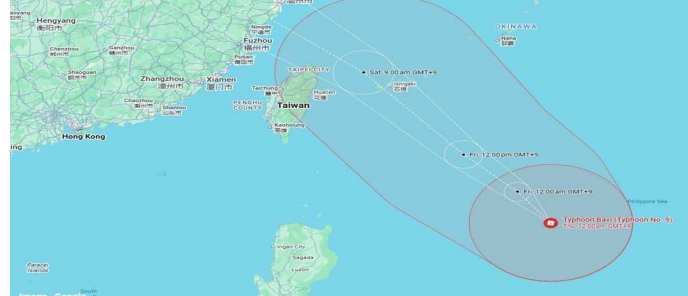 Hengyang
衡阳市
Chenzhou
郴州市
Ganzhou
赣州市
Shaoguan
韶关市
Chaozhou
潮州市
Shantou
汕头市
Zhangzhou
漳州市
Xiamen
厦门市
Hong Kong
Ningde
宁德市
Fuzhou
福州市
Putian
莆田市
温州市
TAIPEI CITY
Taichung
臺中
PENGHU
COUNTY
Hualien
花蓮
Taiwan
Kaohsiung
OKINAWA
Naha
那覇
Ishigaki
石垣
Sat, 9:00 am GMT+9
Fri, 12:00 pm GMT+9
Fri, 12:00 am GMT+9
Typhoon Bavi (Typhoon No. 9)
Thu, 12:00 pm GMT+9
Philippine Sea
Vigan City
Sagada
Luzon
Paracel
Islands
South